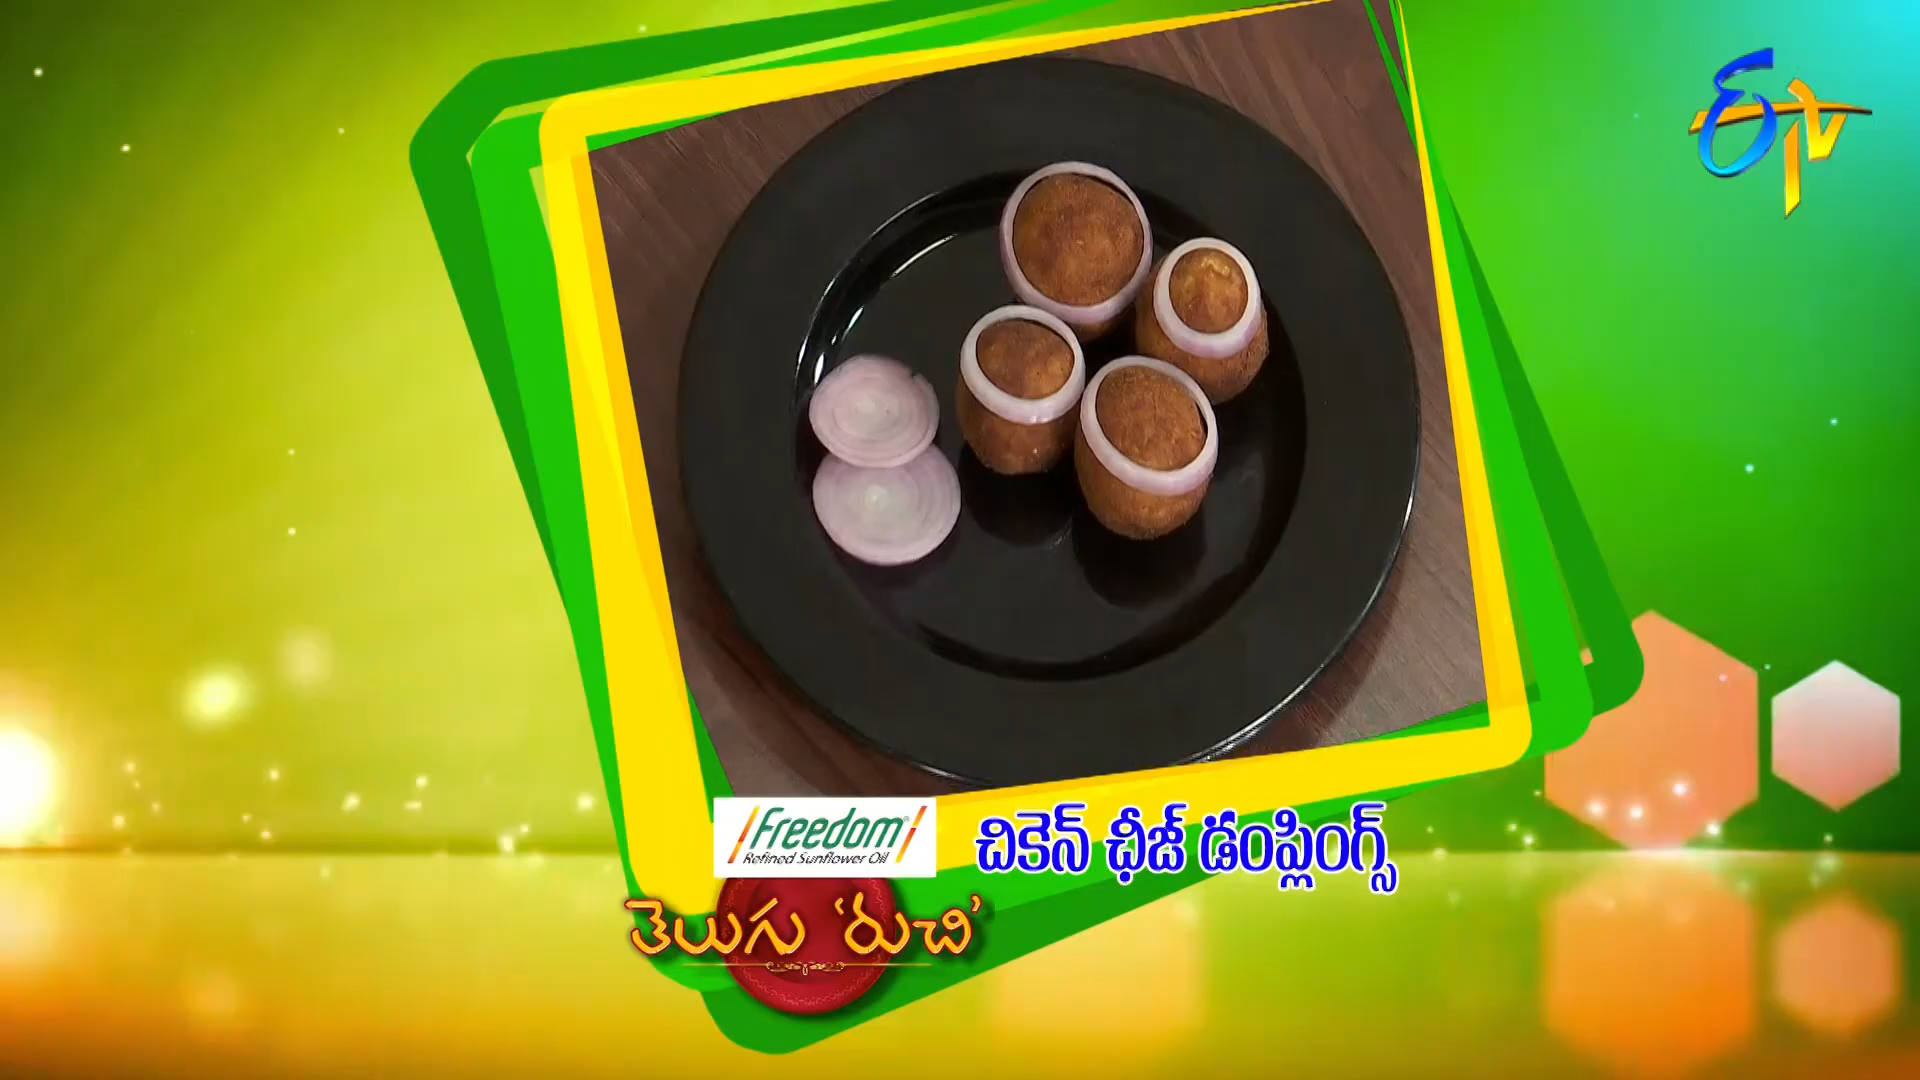 ETV
Freedom®
Refined Sunflower Oil
చికెన్ ఛీజ్ డంప్లింగ్స్
తెలుగు ‘రుచి’